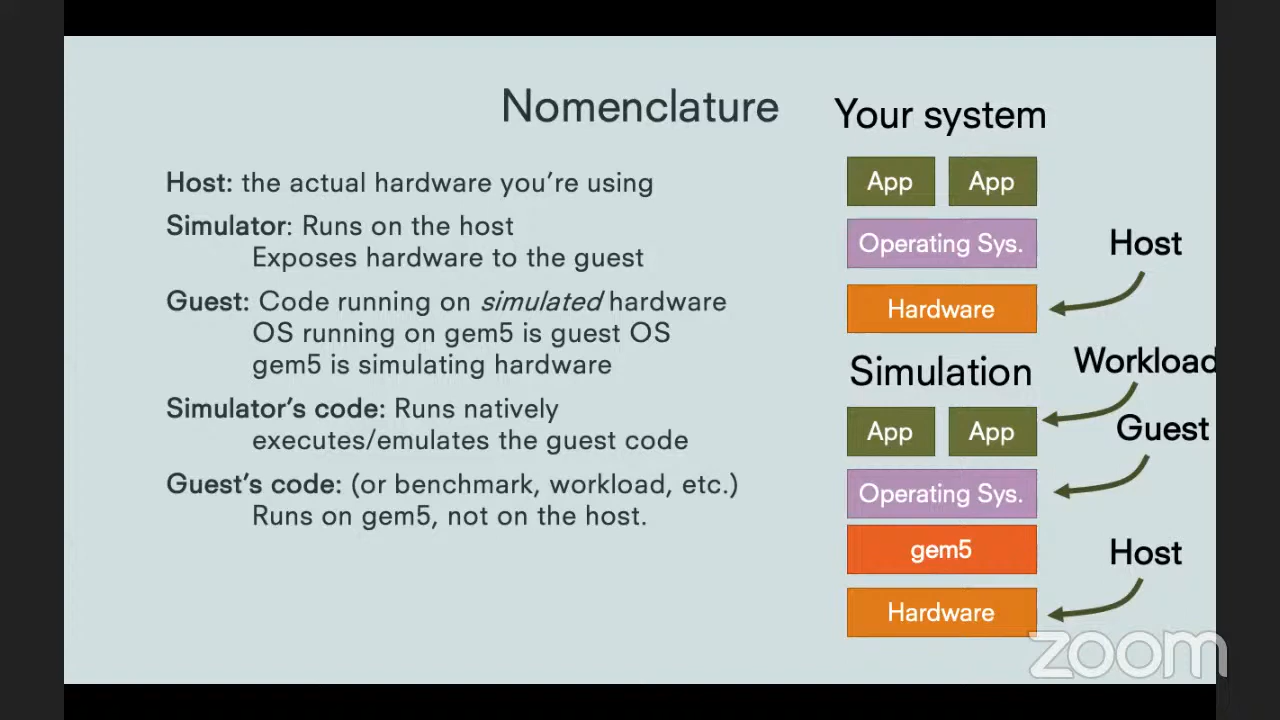 Nomenclature
Host: the actual hardware you're using
Simulator: Runs on the host
Exposes hardware to the guest
Guest: Code running on simulated hardware
OS running on gem5 is guest OS
gem5 is simulating hardware
Simulator's code: Runs natively
executes/emulates the guest code
Guest's code: (or benchmark, workload, etc.)
Runs on gem5, not on the host.
Your system
App App
Operating Sys.
Host
Hardware
Simulation
Workload
App App
Guest
Operating Sys.
gem5
Host
Hardware
zoom